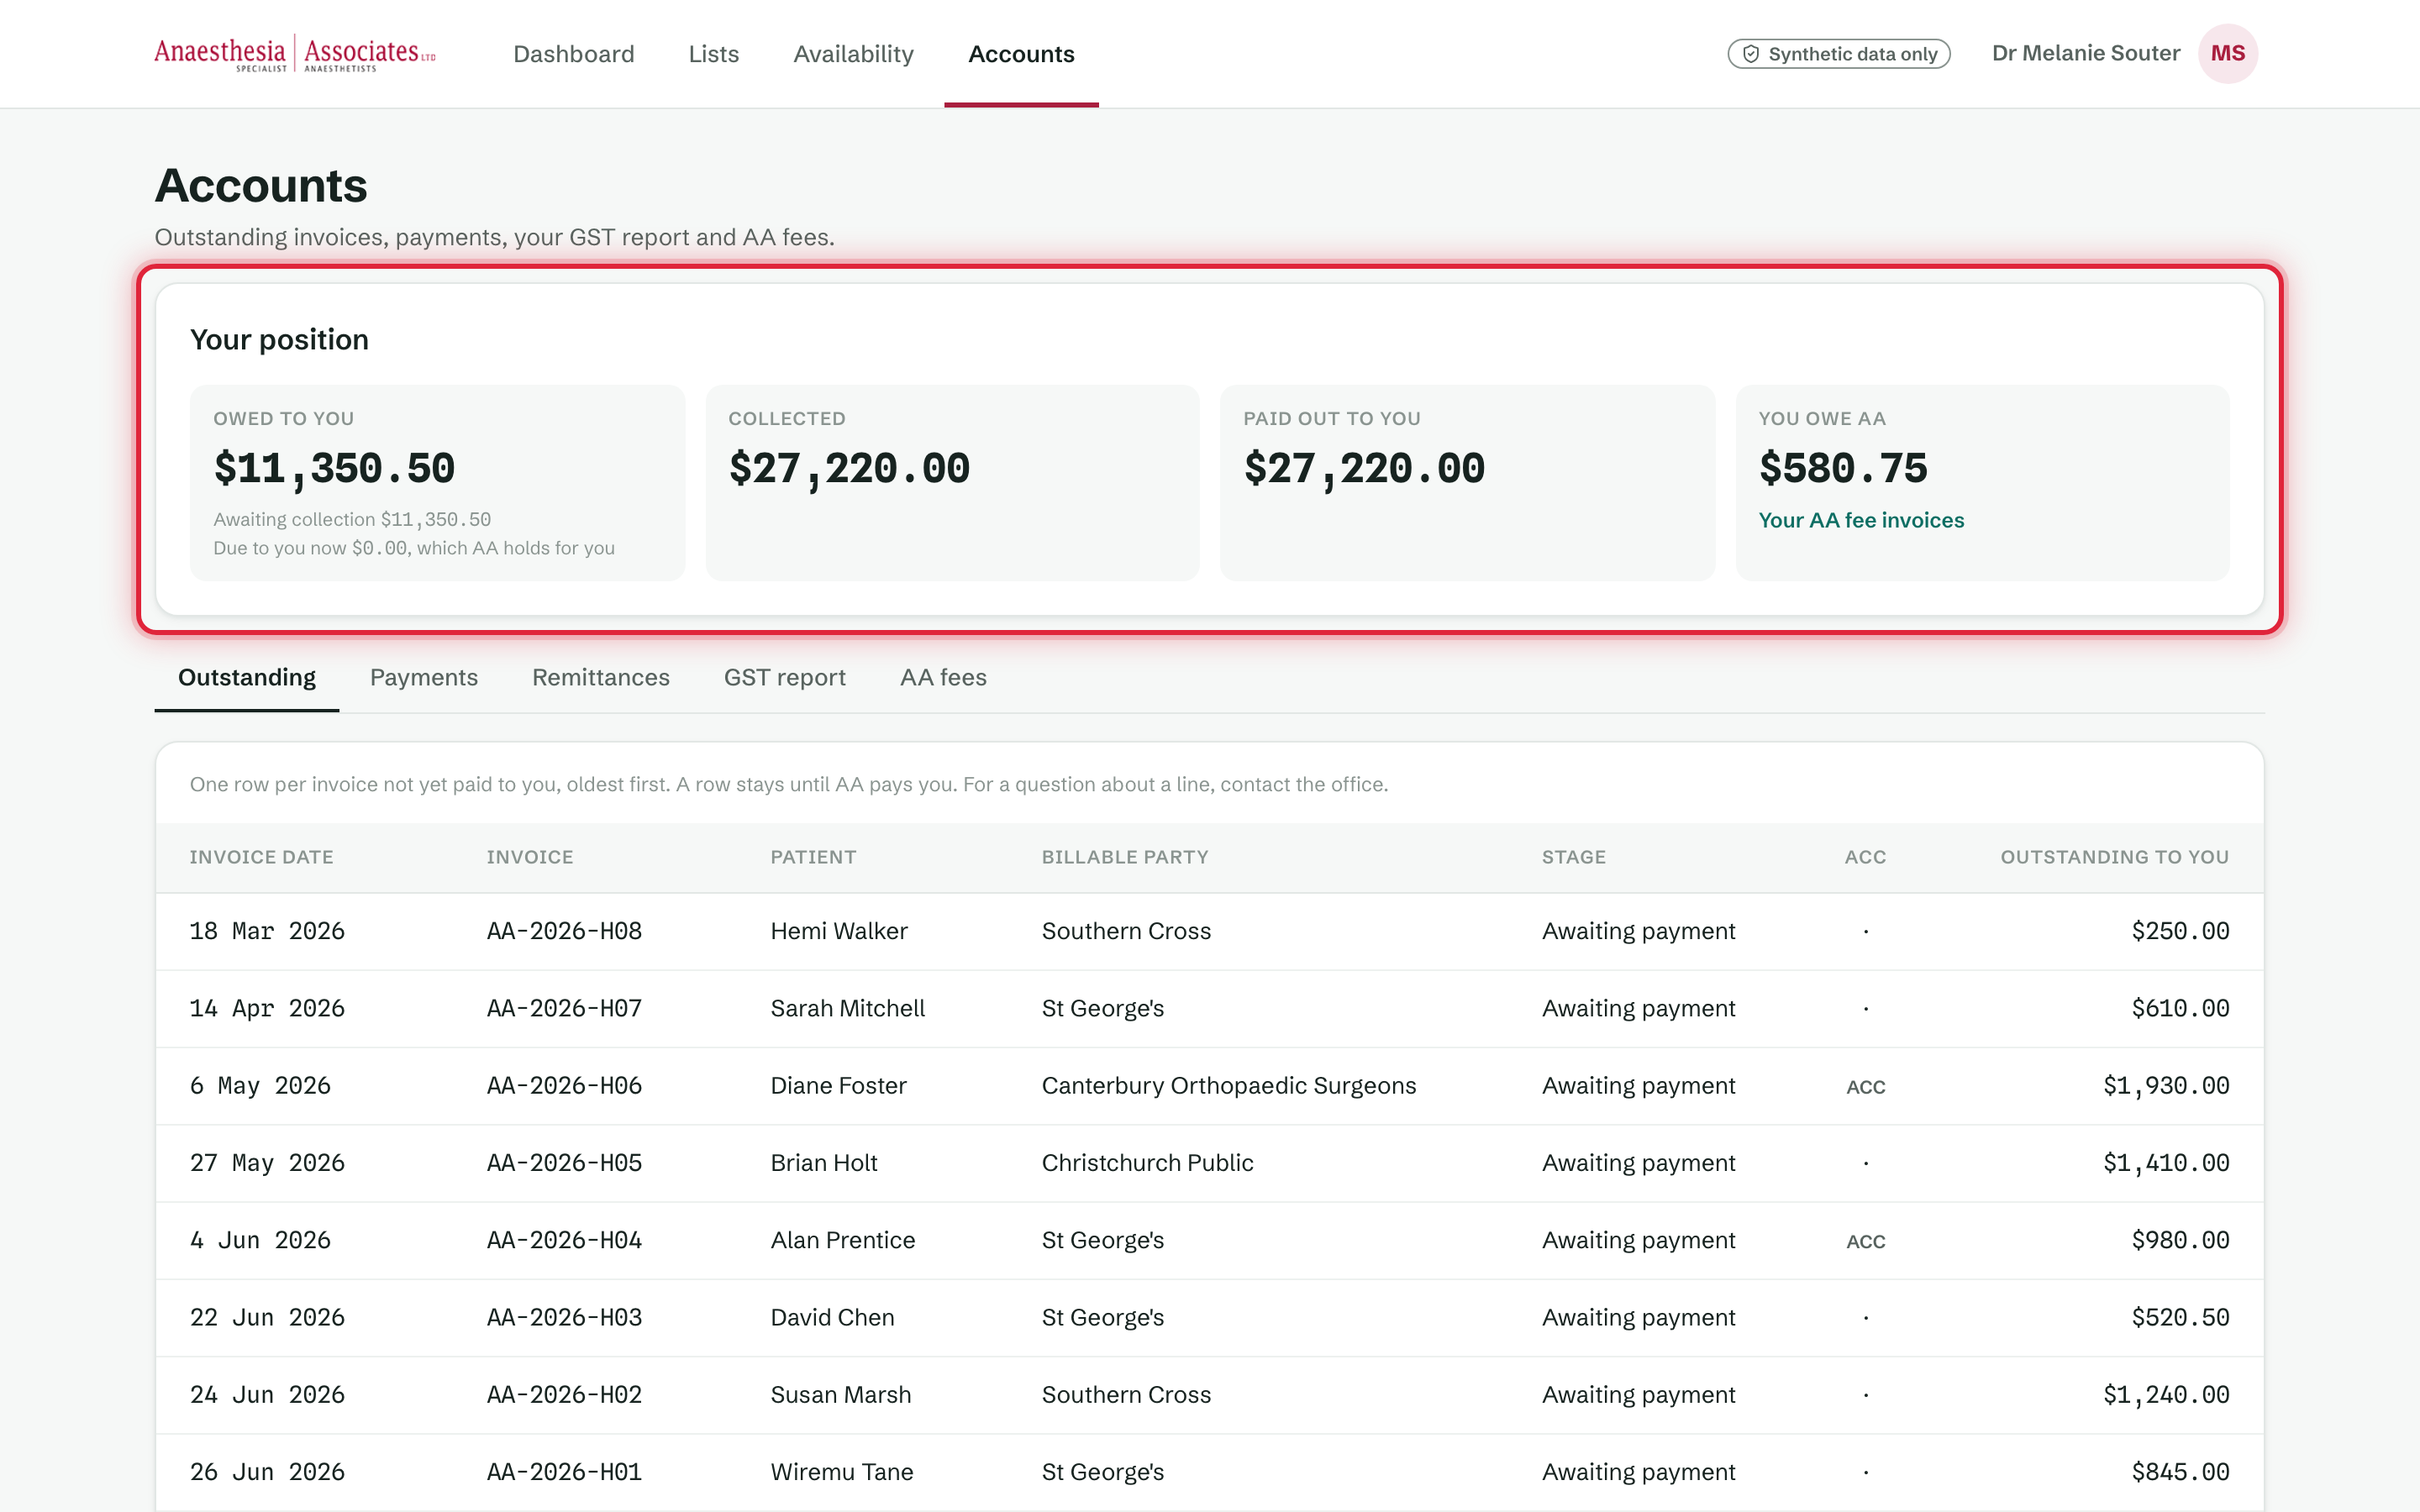 Anaesthesia | Associates LTD
SPECIALIST ANAESTHETISTS
Dashboard Lists Availability Accounts
Synthetic data only
Dr Melanie Souter MS
Accounts
Outstanding invoices, payments, your GST report and AA fees.
Your position
OWED TO YOU
$11,350.50
Awaiting collection $11,350.50
Due to you now $0.00, which AA holds for you
COLLECTED
$27,220.00
PAID OUT TO YOU
$27,220.00
YOU OWE AA
$580.75
Your AA fee invoices
Outstanding Payments Remittances GST report AA fees
One row per invoice not yet paid to you, oldest first. A row stays until AA pays you. For a question about a line, contact the office.
INVOICE DATE INVOICE PATIENT BILLABLE PARTY STAGE ACC OUTSTANDING TO YOU
18 Mar 2026 AA-2026-H08 Hemi Walker Southern Cross Awaiting payment · $250.00
14 Apr 2026 AA-2026-H07 Sarah Mitchell St George's Awaiting payment · $610.00
6 May 2026 AA-2026-H06 Diane Foster Canterbury Orthopaedic Surgeons Awaiting payment ACC $1,930.00
27 May 2026 AA-2026-H05 Brian Holt Christchurch Public Awaiting payment · $1,410.00
4 Jun 2026 AA-2026-H04 Alan Prentice St George's Awaiting payment ACC $980.00
22 Jun 2026 AA-2026-H03 David Chen St George's Awaiting payment · $520.50
24 Jun 2026 AA-2026-H02 Susan Marsh Southern Cross Awaiting payment · $1,240.00
26 Jun 2026 AA-2026-H01 Wiremu Tane St George's Awaiting payment · $845.00